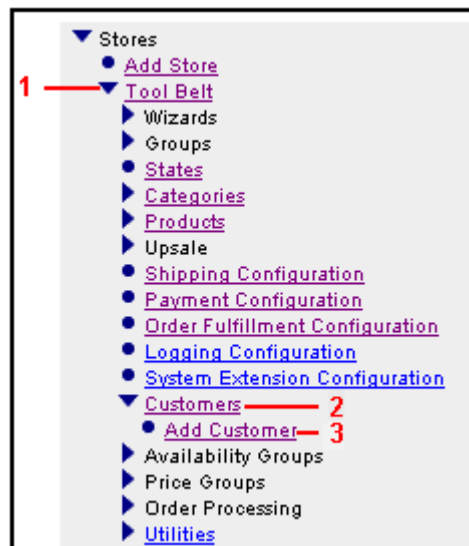 Stores
Add Store
1 Tool Belt
Wizards
Groups
States
Categories
Products
Upsale
Shipping Configuration
Payment Configuration
Order Fulfillment Configuration
Logging Configuration
System Extension Configuration
Customers 2
Add Customer 3
Availability Groups
Price Groups
Order Processing
Utilities